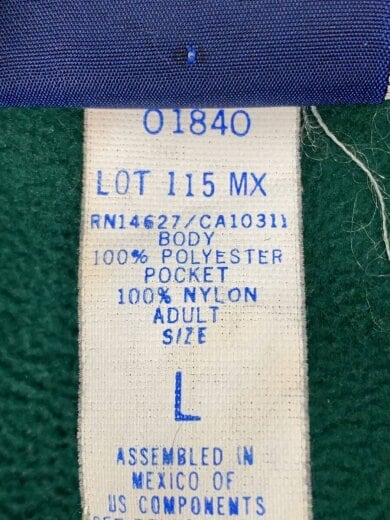 01840
LOT 115 MX
RN14627/CA10311
BODY
100% POLYESTER
POCKET
100% NYLON
ADULT
SIZE
L
ASSEMBLED IN
MEXICO OF
US COMPONENTS